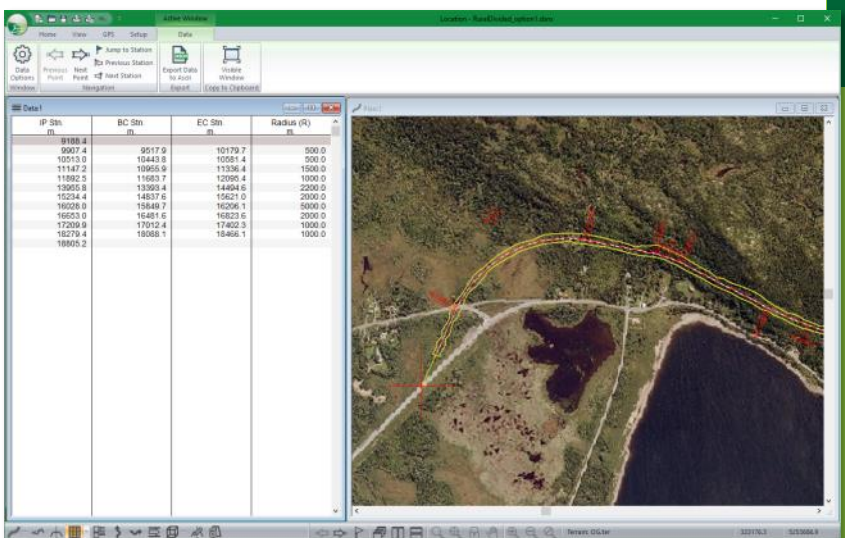 Active Window
Location - RuralDivided_option1.dsnx
Home View GPS Setup Data
Data Options
Previous Point
Next Point
Jump to Station
Previous Station
Next Station
Export Data to Ascii
Visible Window
Window Navigation Export Copy to Clipboard
Data1
IP Stn. BC Stn. EC Stn. Radius (R)
m. m. m. m.
9188.4
9907.4 9517.9 10179.7 500.0
10513.0 10443.8 10581.4 500.0
11147.2 10955.9 11336.4 1500.0
11892.5 11683.7 12095.4 1000.0
13955.8 13393.4 14494.6 2200.0
15234.4 14837.6 15621.0 2000.0
16028.0 15849.7 16206.1 5000.0
16653.0 16481.6 16823.6 2000.0
17209.9 17012.4 17402.3 1000.0
18279.4 18088.1 18466.1 1000.0
18805.2
Terrain: OG.ter